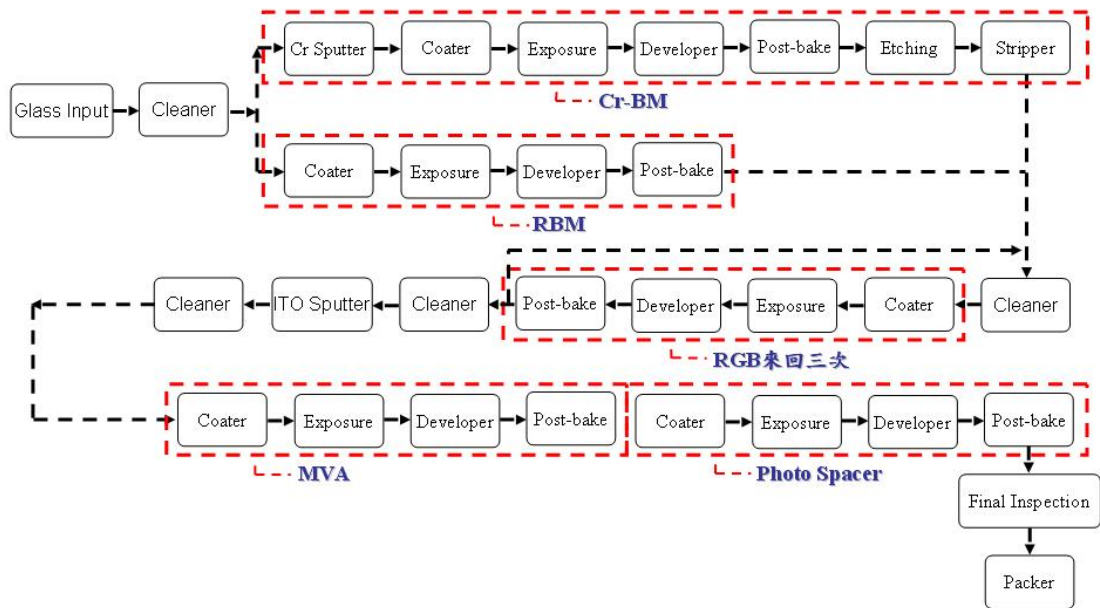 Cr Sputter
Coater
Exposure
Developer
Post-bake
Etching
Stripper
Cr-BM
Glass Input
Cleaner
Coater
Exposure
Developer
Post-bake
RBM
Cleaner
ITO Sputter
Cleaner
Post-bake
Developer
Exposure
Coater
Cleaner
RGB來回三次
Coater
Exposure
Developer
Post-bake
MVA
Coater
Exposure
Developer
Post-bake
Photo Spacer
Final Inspection
Packer